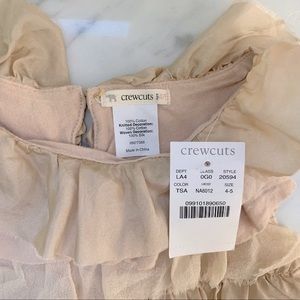 crewcuts
100% Cotton
Knitted Decoration:
100% Cotton
Woven Decoration:
100% Silk
Made in China
crewcuts
DEPT CLASS STYLE
LA4 0G0 20594
COLOR SIZE
TSA NA6012 4-5
099101890650